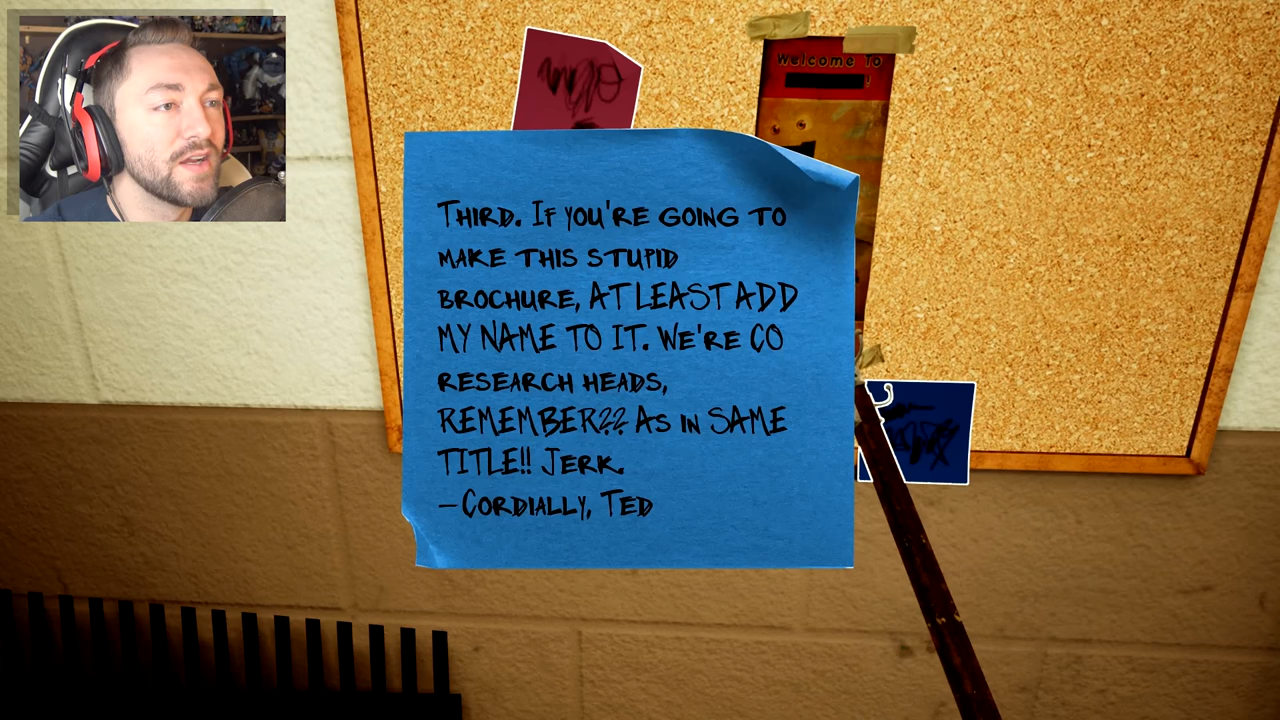 Welcome To
!
THIRD. IF YOU'RE GOING TO
MAKE THIS STUPID
BROCHURE, AT LEAST ADD
MY NAME TO IT. WE'RE CO
RESEARCH HEADS,
REMEMBER?? AS IN SAME
TITLE!! JERK.
–CORDIALLY, TED